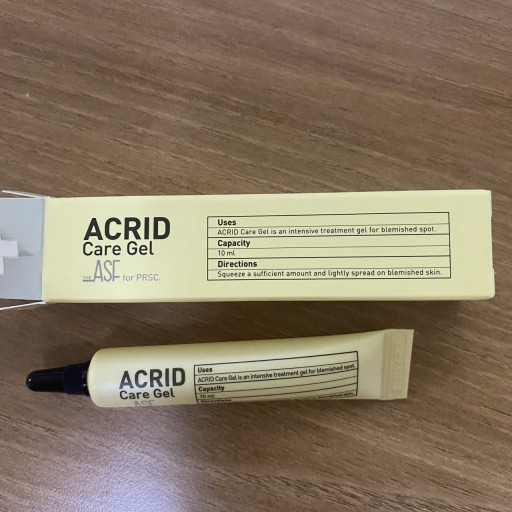 ACRID
Care Gel
THE ASF for PRSC.
Uses
ACRID Care Gel is an intensive treatment gel for blemished spot.
Capacity
10 ml
Directions
Squeeze a sufficient amount and lightly spread on blemished skin.
ACRID
Care Gel
ASF
Uses
ACRID Care Gel is an intensive treatment gel for blemished spot.
Capacity
10 ml
Directions